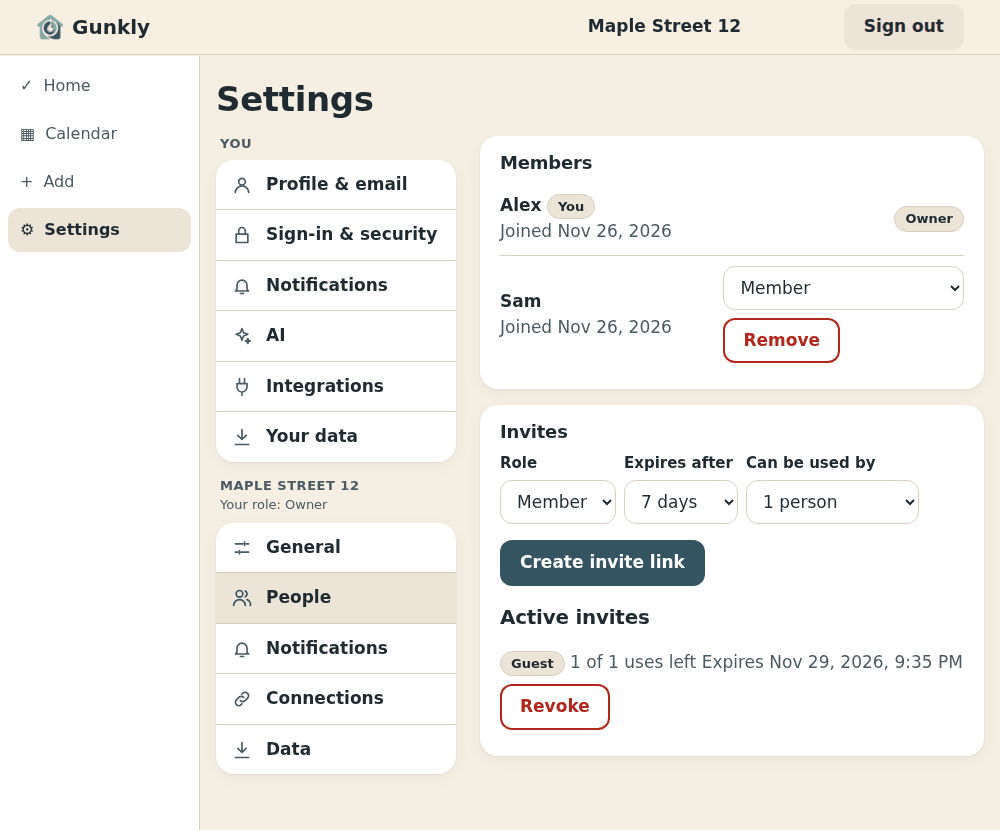 Gunkly
Maple Street 12
Sign out
Home
Calendar
Add
Settings
Settings
YOU
Profile & email
Sign-in & security
Notifications
AI
Integrations
Your data
MAPLE STREET 12
Your role: Owner
General
People
Notifications
Connections
Data
Members
Alex You
Joined Nov 26, 2026
Owner
Sam
Joined Nov 26, 2026
Member
Remove
Invites
Role Expires after Can be used by
Member 7 days 1 person
Create invite link
Active invites
Guest 1 of 1 uses left Expires Nov 29, 2026, 9:35 PM
Revoke